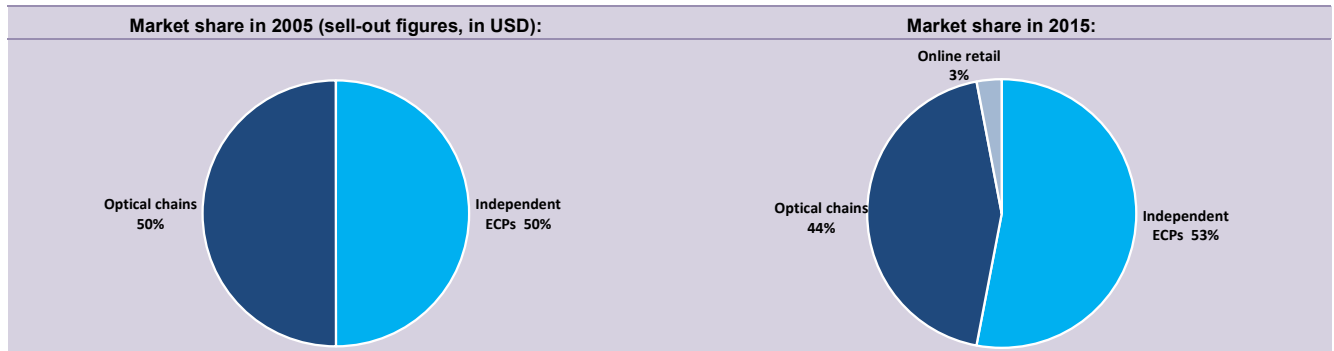 Market share in 2005 (sell-out figures, in USD):
Optical chains
50%
Independent
ECPs 50%
Market share in 2015:
Online retail
3%
Optical chains
44%
Independent
ECPs 53%